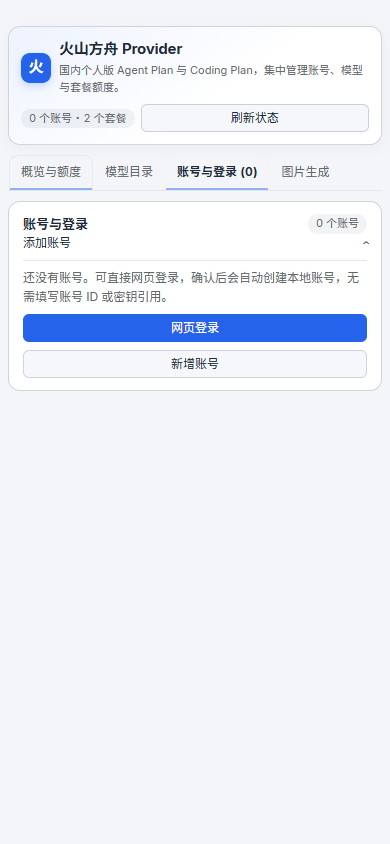 火
火山方舟 Provider
国内个人版 Agent Plan 与 Coding Plan，集中管理账号、模型
与套餐额度。
0 个账号・2 个套餐
刷新状态
概览与额度
模型目录
账号与登录 (0)
图片生成
账号与登录
0 个账号
添加账号
还没有账号。可直接网页登录，确认后会自动创建本地账号，无
需填写账号 ID 或密钥引用。
网页登录
新增账号